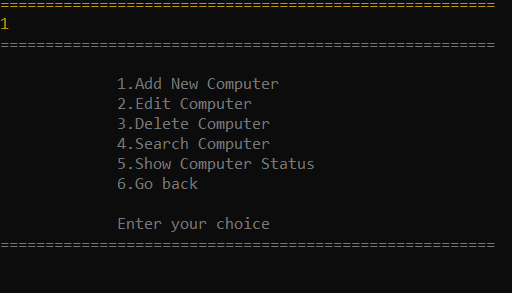 =======================================================
1
=======================================================
1.Add New Computer
2.Edit Computer
3.Delete Computer
4.Search Computer
5.Show Computer Status
6.Go back
Enter your choice
=======================================================